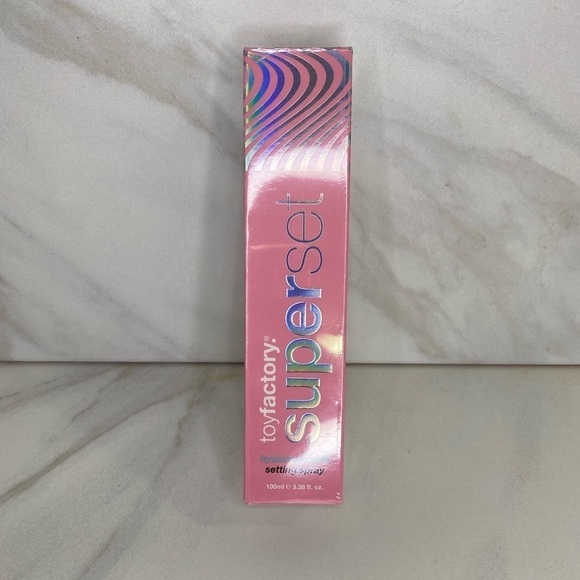 toyfactory®
superset
setting spray
100ml ℮ 3.38 fl. oz.